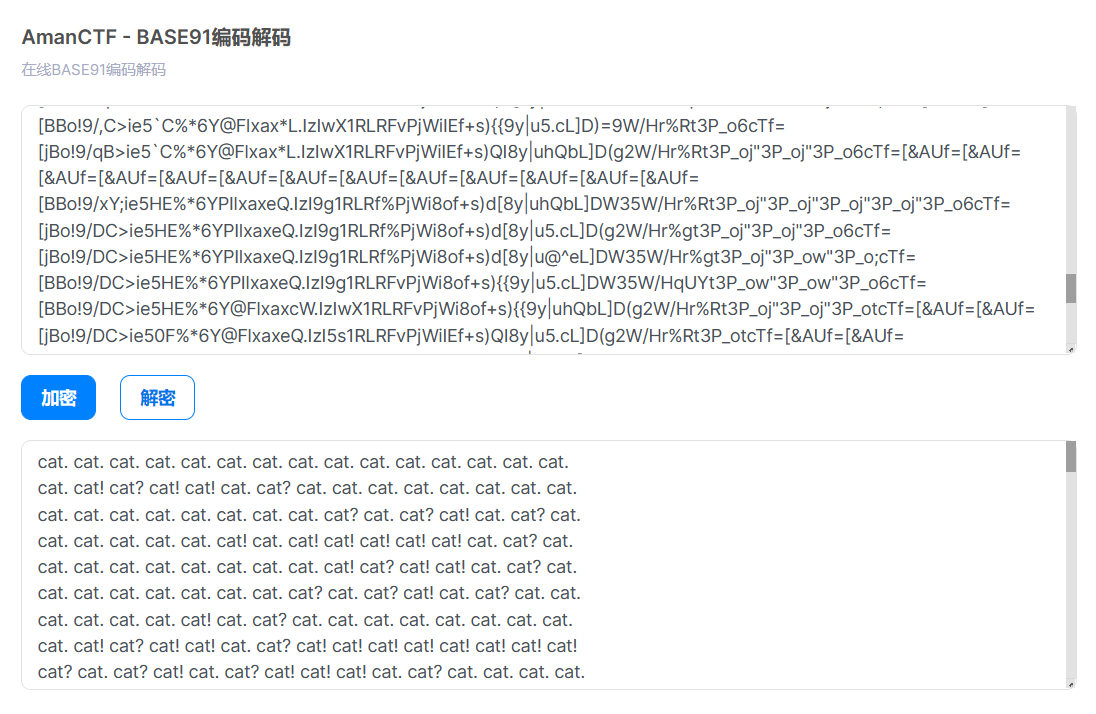 AmanCTF - BASE91编码解码
在线BASE91编码解码
[BBo!9/,C>ie5`C%*6Y@FlxaxL.IzIwX1RLRFvPjWiIEf+s){{9y|u5.cL]D)=9W/Hr%Rt3P_o6cTf=
[jBo!9/qB>ie5`C%*6Y@Flxax*L.IzIwX1RLRFvPjWiIEf+s)QI8y|uhQbL]D(g2W/Hr%Rt3P_oj"3P_oj"3P_o6cTf=[&AUf=[&AUf=
[&AUf=[&AUf=[&AUf=[&AUf=[&AUf=[&AUf=[&AUf=[&AUf=[&AUf=[&AUf=[&AUf=
[BBo!9/xY;ie5HE%*6YPIlxaxeQ.IzI9g1RLRf%PjWi8of+s)d[8y|uhQbL]DW35W/Hr%Rt3P_oj"3P_oj"3P_oj"3P_oj"3P_o6cTf=
[jBo!9/DC>ie5HE%*6YPIlxaxeQ.IzI9g1RLRf%PjWi8of+s)d[8y|u5.cL]D(g2W/Hr%gt3P_oj"3P_oj"3P_o6cTf=
[jBo!9/DC>ie5HE%*6YPIlxaxeQ.IzI9g1RLRf%PjWi8of+s)d[8y|u@^eL]DW35W/Hr%gt3P_oj"3P_ow"3P_o;cTf=
[BBo!9/DC>ie5HE%*6YPIlxaxeQ.IzI9g1RLRFvPjWi8of+s){{9y|u5.cL]DW35W/HqUYt3P_ow"3P_ow"3P_o6cTf=
[BBo!9/DC>ie5HE%*6Y@FlxaxcW.IzIwX1RLRFvPjWi8of+s){{9y|uhQbL]D(g2W/Hr%Rt3P_oj"3P_oj"3P_otcTf=[&AUf=[&AUf=
[jBo!9/DC>ie50F%*6Y@FlxaxeQ.IzI5s1RLRFvPjWiIEf+s)QI8y|u5.cL]D(g2W/Hr%Rt3P_otcTf=[&AUf=[&AUf=
加密
解密
cat. cat. cat. cat. cat. cat. cat. cat. cat. cat. cat. cat. cat. cat. cat.
cat. cat! cat? cat! cat! cat. cat? cat. cat. cat. cat. cat. cat. cat. cat.
cat. cat. cat. cat. cat. cat. cat. cat. cat? cat. cat? cat! cat. cat? cat.
cat. cat. cat. cat. cat. cat! cat. cat! cat! cat! cat! cat! cat. cat? cat.
cat. cat. cat. cat. cat. cat. cat. cat. cat! cat? cat! cat! cat. cat? cat.
cat. cat. cat. cat. cat. cat. cat. cat? cat. cat? cat! cat. cat? cat. cat.
cat. cat. cat. cat. cat! cat. cat? cat. cat. cat. cat. cat. cat. cat. cat.
cat. cat! cat? cat! cat! cat. cat? cat! cat! cat! cat! cat! cat! cat! cat!
cat? cat. cat? cat! cat. cat? cat! cat! cat! cat. cat? cat. cat. cat. cat.